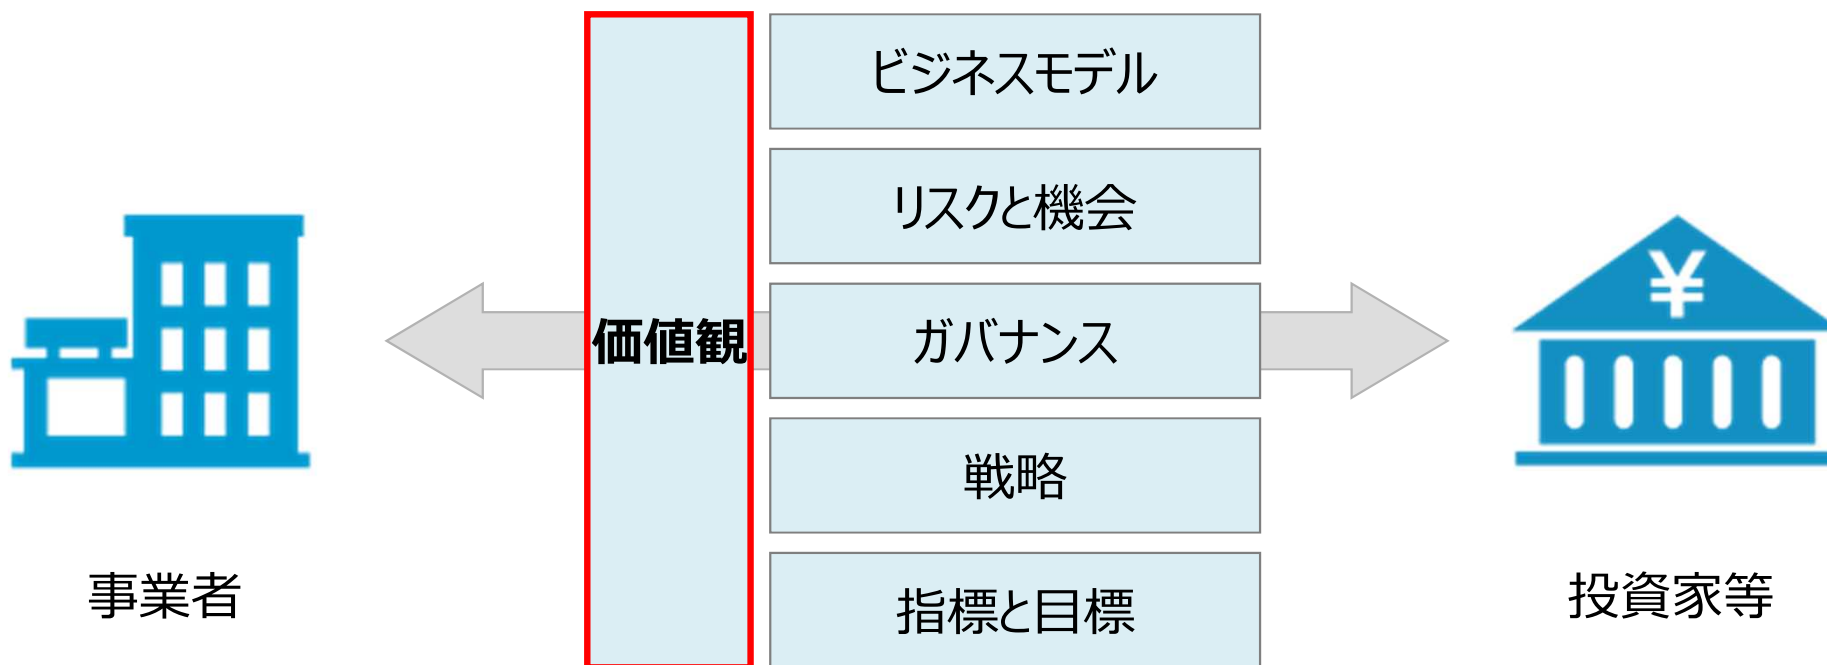 ビジネスモデル
リスクと機会
価値観
ガバナンス
戦略
指標と目標
事業者
投資家等
¥